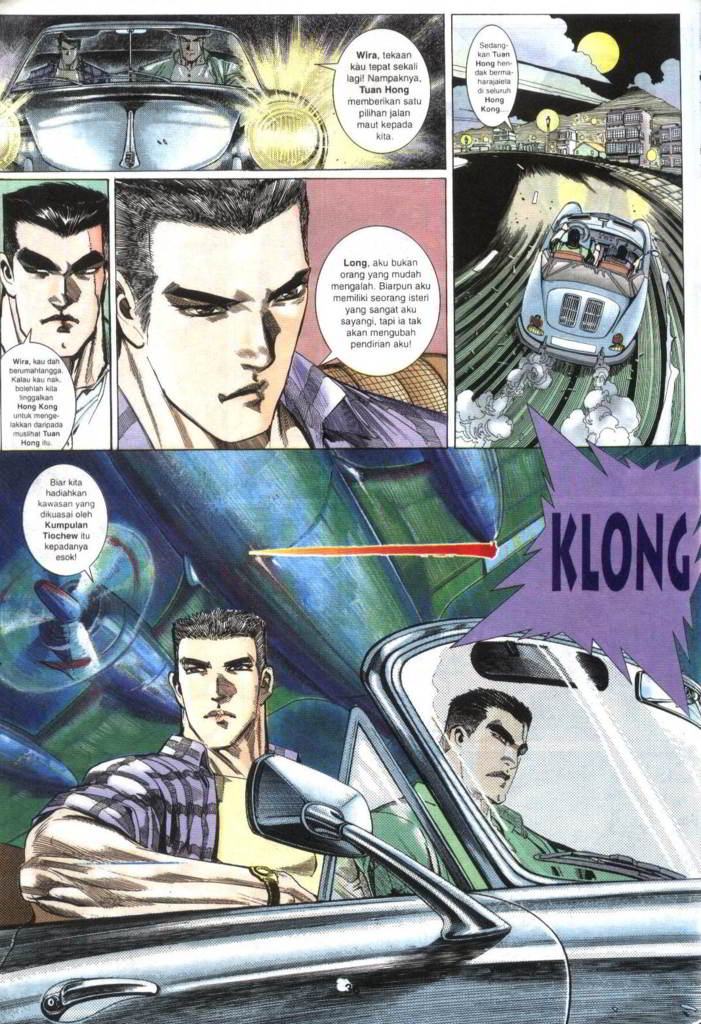 Wira, tekaan
kau tepat sekali
lagi! Nampaknya,
Tuan Hong
memberikan satu
pilihan jalan
maut kepada
kita.
Sedang-
kan Tuan
Hong hen-
dak berma-
harajalela
di seluruh
Hong
Kong...
Wira, kau dah
berumahtangga.
Kalau kau nak,
bolehlah kita
tinggalkan
Hong Kong
untuk menge-
lakkan daripada
muslihat Tuan
Hong itu.
Long, aku bukan
orang yang mudah
mengalah. Biarpun aku
memiliki seorang isteri
yang sangat aku
sayangi, tapi ia tak
akan mengubah
pendirian aku!
Biar kita
hadiahkan
kawasan yang
dikuasai oleh
Kumpulan
Tiochew itu
kepadanya
esok!
KLONG